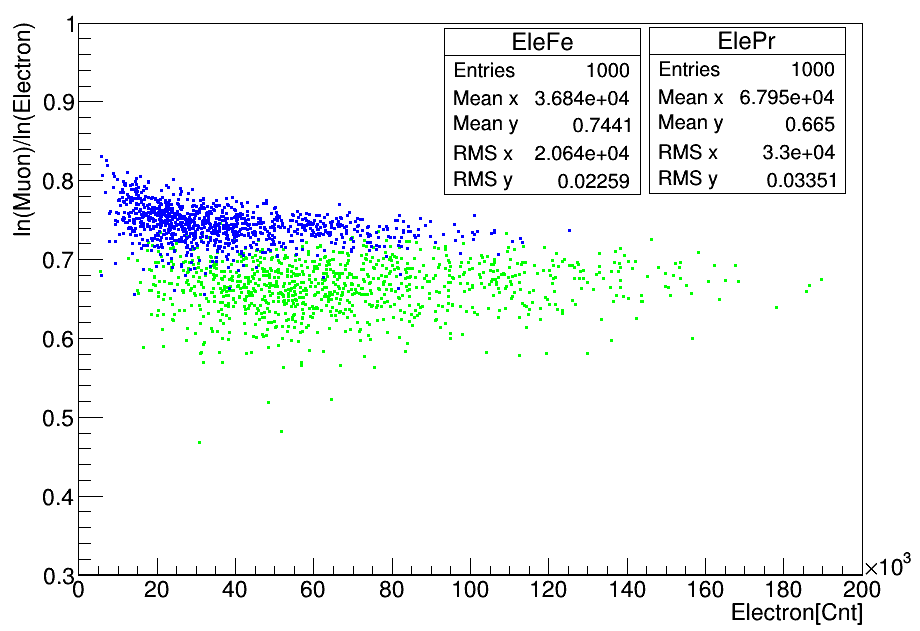 ln(Muon)/ln(Electron)
1
0.9
0.8
0.7
0.6
0.5
0.4
0.3
EleFe
Entries 1000
Mean x 3.684e+04
Mean y 0.7441
RMS x 2.064e+04
RMS y 0.02259
ElePr
Entries 1000
Mean x 6.795e+04
Mean y 0.665
RMS x 3.3e+04
RMS y 0.03351
0 20 40 60 80 100 120 140 160 180 200
×10³
Electron[Cnt]